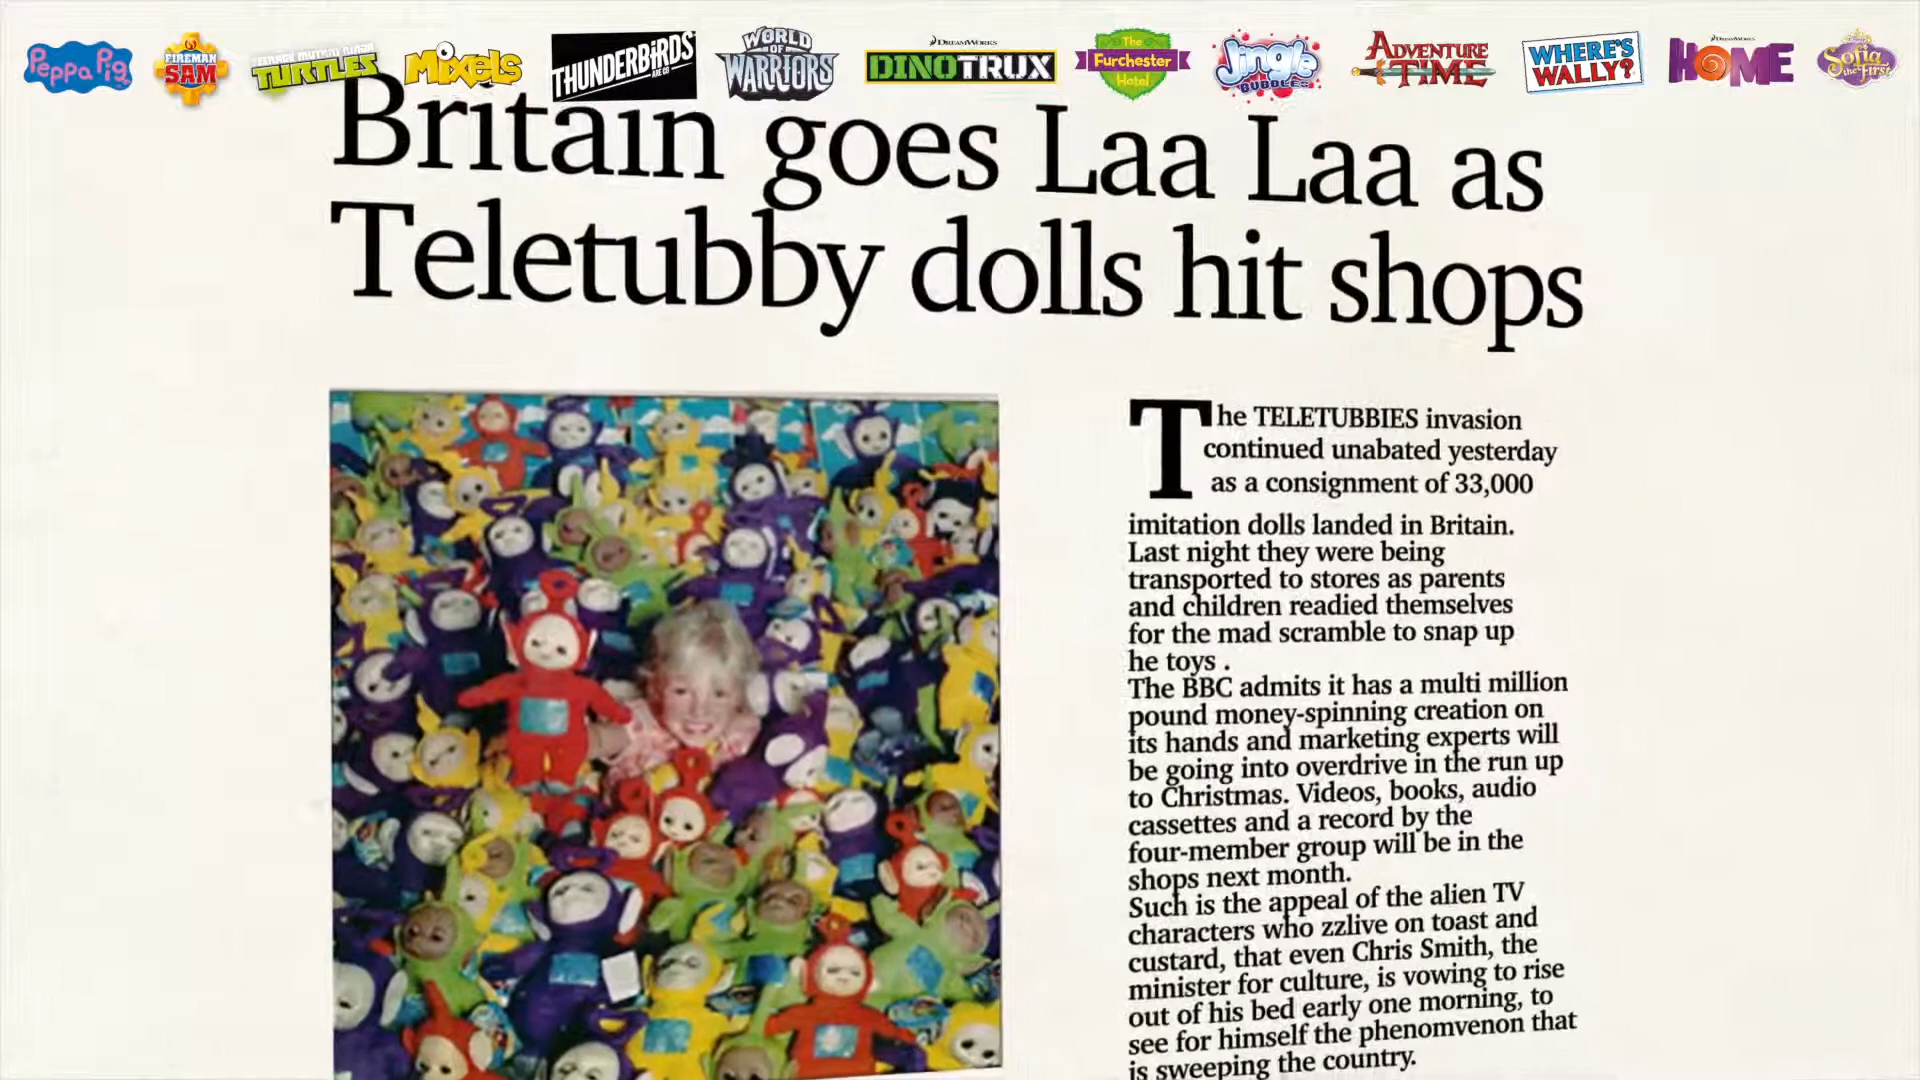 Peppa Pig
FIREMAN SAM
TEENAGE MUTANT NINJA TURTLES
Mixels
THUNDERBIRDS ARE GO
WORLD OF WARRIORS
DREAMWORKS DINOTRUX
The Furchester Hotel
Jingle BUBBLES
ADVENTURE TIME
WHERE'S WALLY?
DREAMWORKS HOME
Sofia the First
Britain goes Laa Laa as
Teletubby dolls hit shops
The TELETUBBIES invasion
continued unabated yesterday
as a consignment of 33,000
imitation dolls landed in Britain.
Last night they were being
transported to stores as parents
and children readied themselves
for the mad scramble to snap up
he toys .
The BBC admits it has a multi million
pound money-spinning creation on
its hands and marketing experts will
be going into overdrive in the run up
to Christmas. Videos, books, audio
cassettes and a record by the
four-member group will be in the
shops next month.
Such is the appeal of the alien TV
characters who zzlive on toast and
custard, that even Chris Smith, the
minister for culture, is vowing to rise
out of his bed early one morning, to
see for himself the phenomvenon that
is sweeping the country.